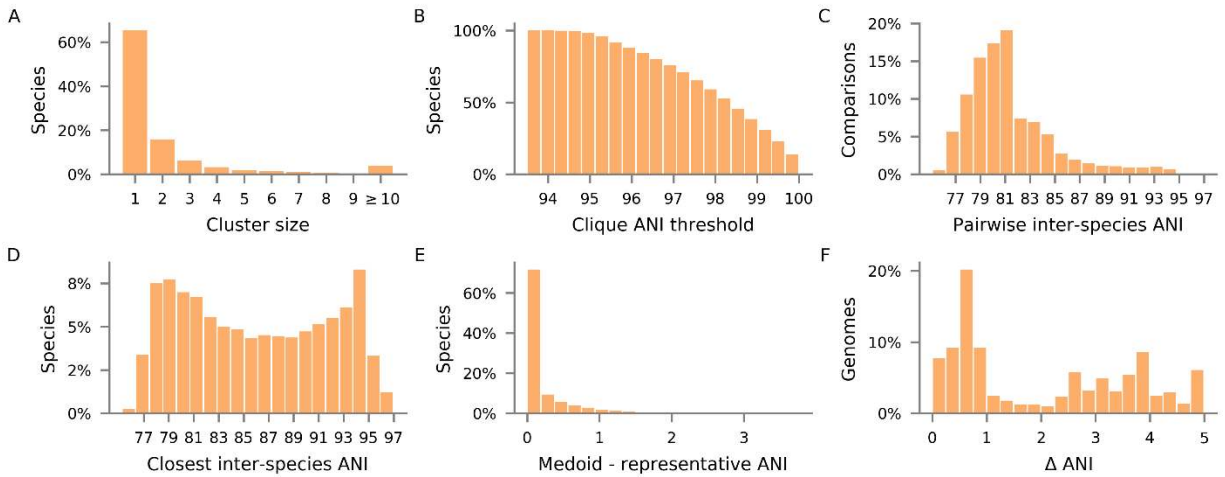 A
Species
60%
40%
20%
0%
1 2 3 4 5 6 7 8 9 ≥ 10
Cluster size
B
Species
100%
50%
0%
94 95 96 97 98 99 100
Clique ANI threshold
C
Comparisons
20%
15%
10%
5%
0%
77 79 81 83 85 87 89 91 93 95 97
Pairwise inter-species ANI
D
Species
8%
5%
2%
0%
77 79 81 83 85 87 89 91 93 95 97
Closest inter-species ANI
E
Species
60%
40%
20%
0%
0 1 2 3
Medoid - representative ANI
F
Genomes
20%
10%
0%
0 1 2 3 4 5
Δ ANI